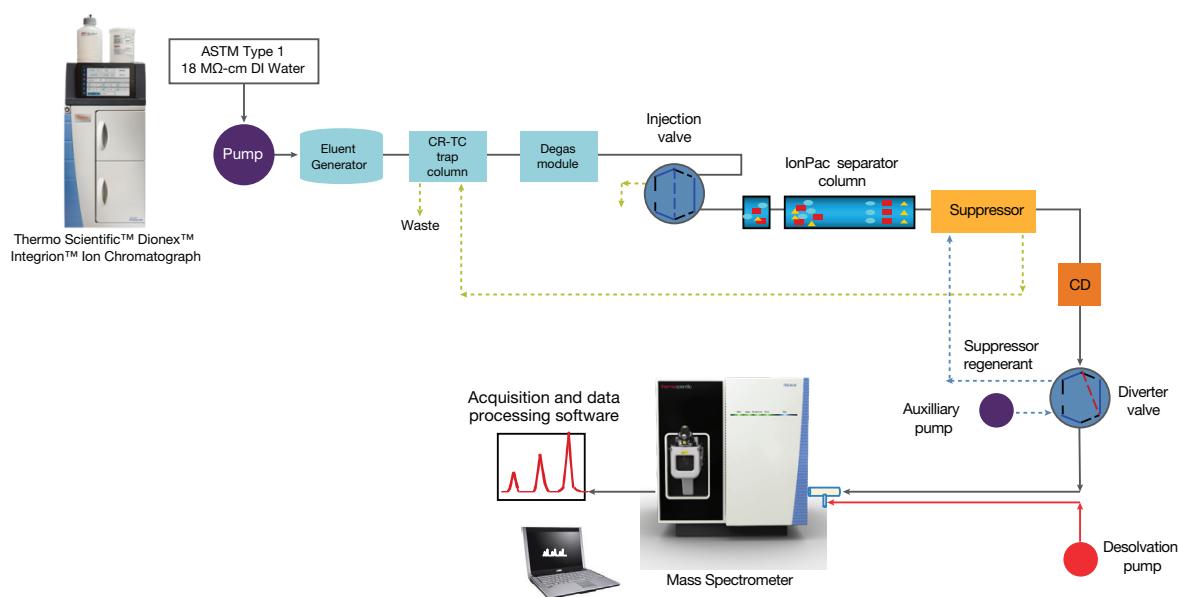 ASTM Type 1
18 MΩ-cm DI Water
Pump
Eluent
Generator
CR-TC
trap
column
Degas
module
Injection
valve
IonPac separator
column
Suppressor
Waste
Thermo Scientific™ Dionex™
Integrion™ Ion Chromatograph
CD
Suppressor
regenerant
Diverter
valve
Auxilliary
pump
Acquisition and data
processing software
thermoscientific
Desolvation
pump
Mass Spectrometer